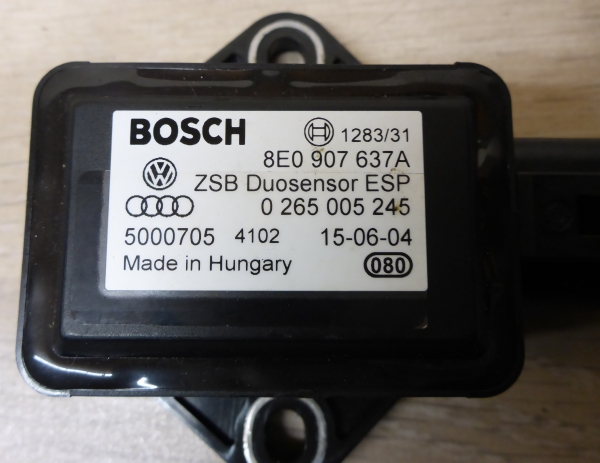 BOSCH 1283/31
8E0 907 637A
ZSB Duosensor ESP
0 265 005 245
5000705 4102 15-06-04
Made in Hungary 080